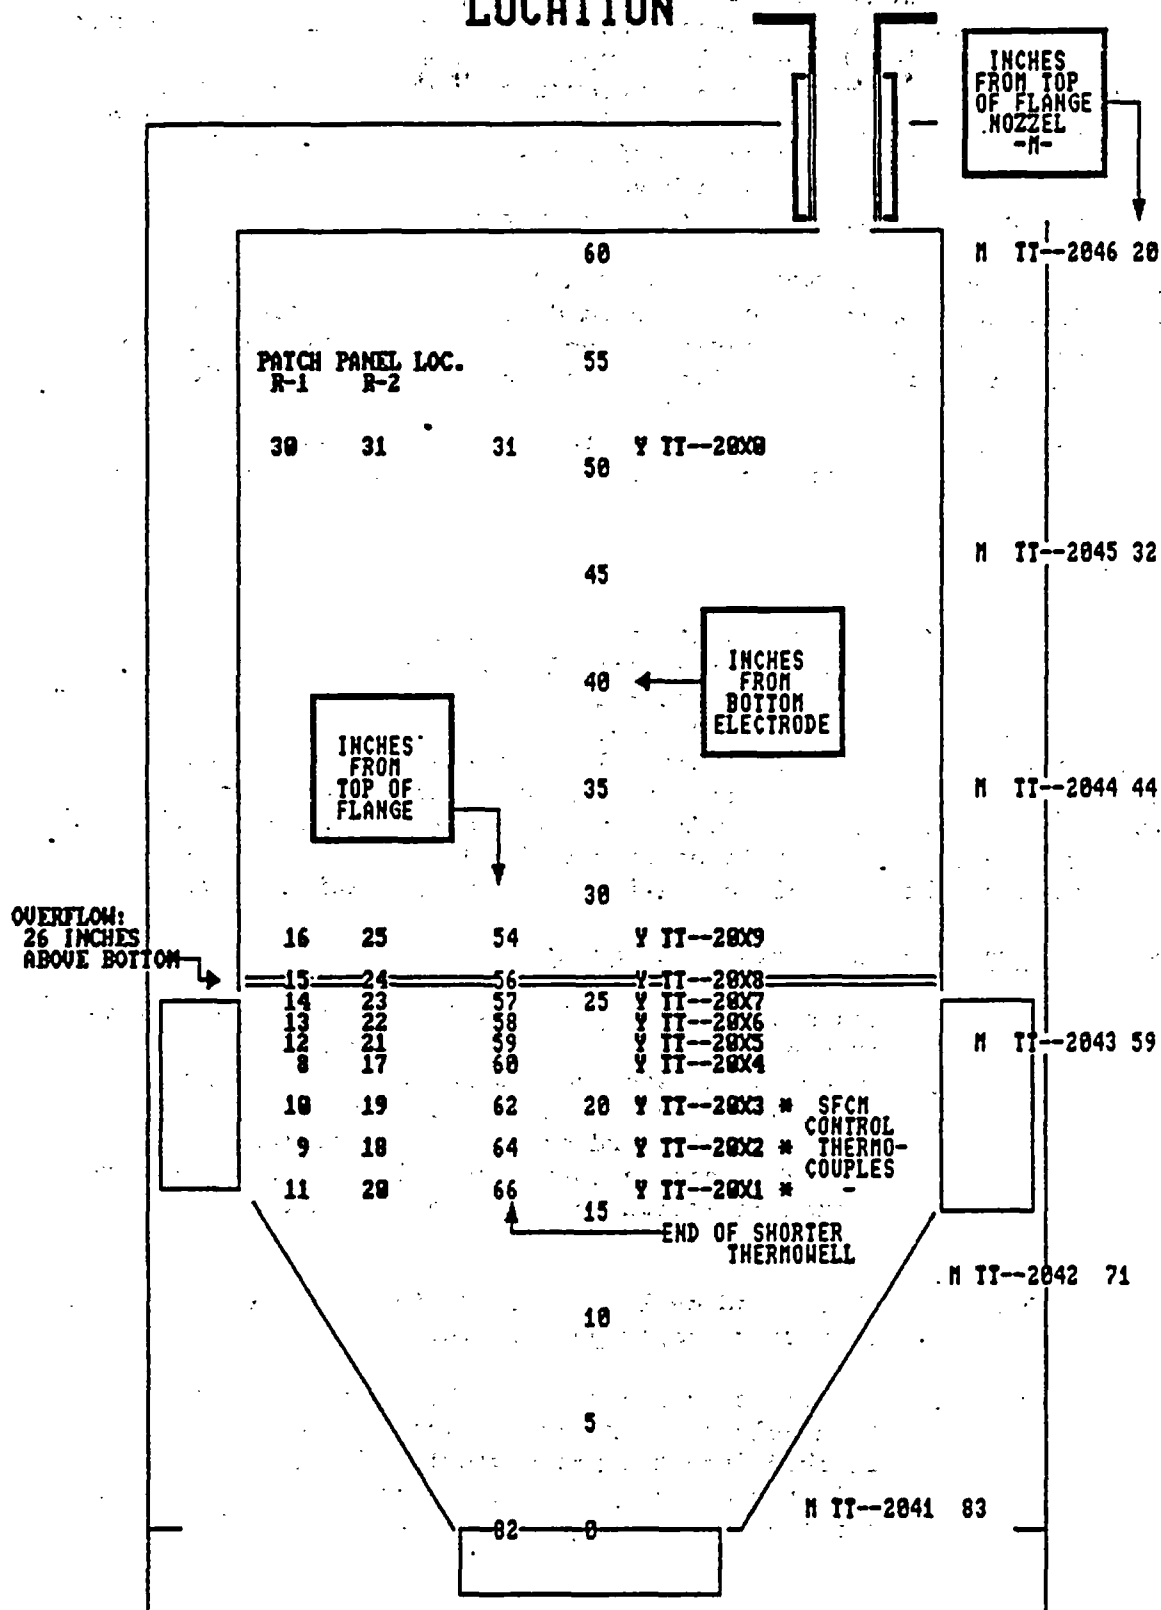 LOCATION
INCHES
FROM TOP
OF FLANGE
NOZZEL
-M-
60
M TT--2046 20
PATCH PANEL LOC.
R-1 R-2
55
30 31 31 Y TT--20X0
50
M TT--2045 32
45
INCHES
FROM
BOTTOM
ELECTRODE
40
INCHES
FROM
TOP OF
FLANGE
35
M TT--2044 44
30
OVERFLOW:
26 INCHES
ABOVE BOTTOM
16 25 54 Y TT--20X9
15 24 56 Y TT--20X8
14 23 57 25 Y TT--20X7
13 22 58 Y TT--20X6
12 21 59 Y TT--20X5
M TT--2043 59
8 17 60 Y TT--20X4
10 19 62 20 Y TT--20X3 * SFCM
CONTROL
9 18 64 Y TT--20X2 * THERMO-
COUPLES
11 20 66 Y TT--20X1 * -
15
END OF SHORTER
THERMOWELL
M TT--2042 71
10
5
M TT--2041 83
82 0